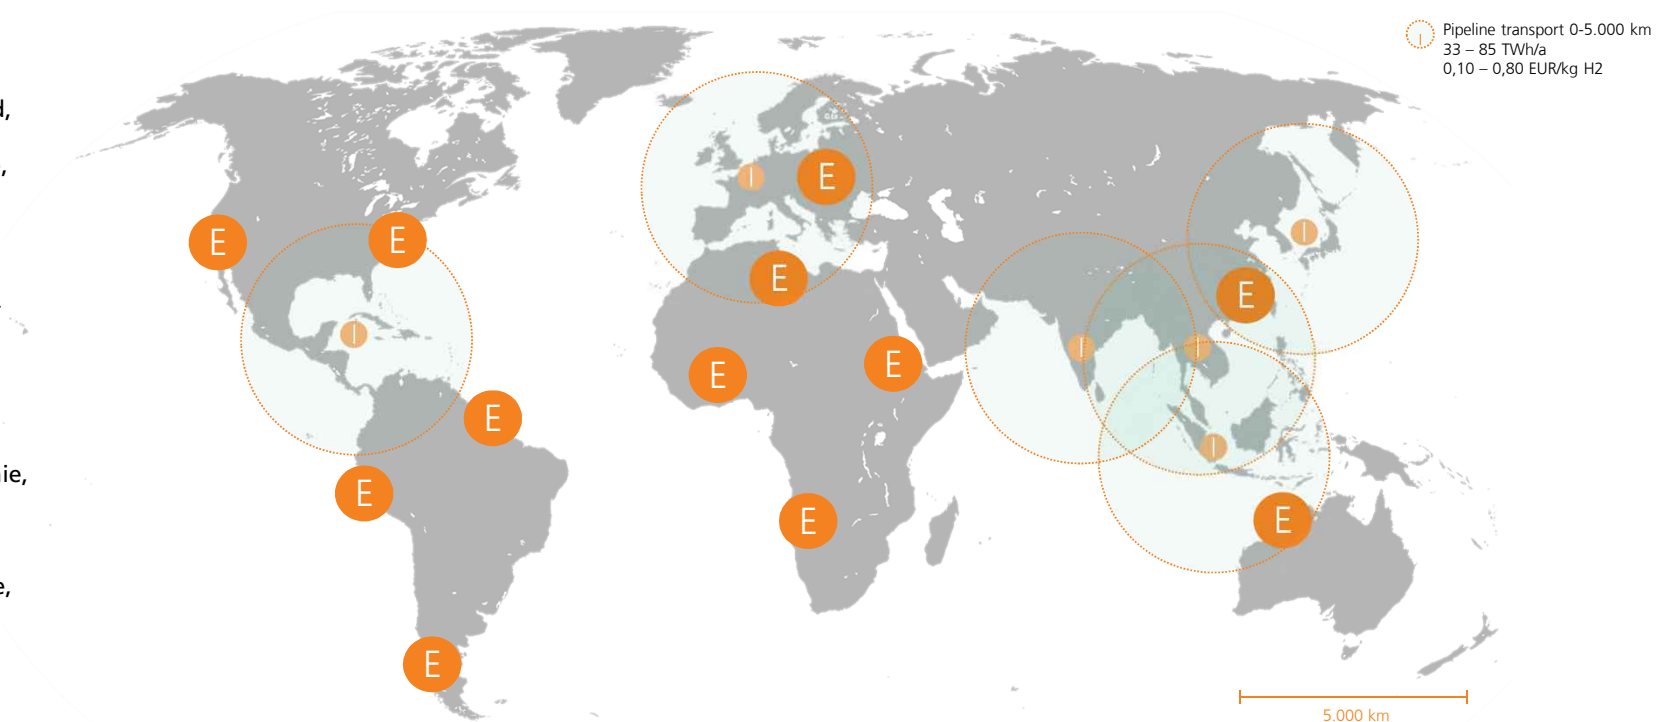 Pipeline transport 0-5.000 km
33 – 85 TWh/a
0,10 – 0,80 EUR/kg H2
I
E
I
E
I
E
E
E
E
I
I
I
E
E
E
I
E
E
E
E
5.000 km